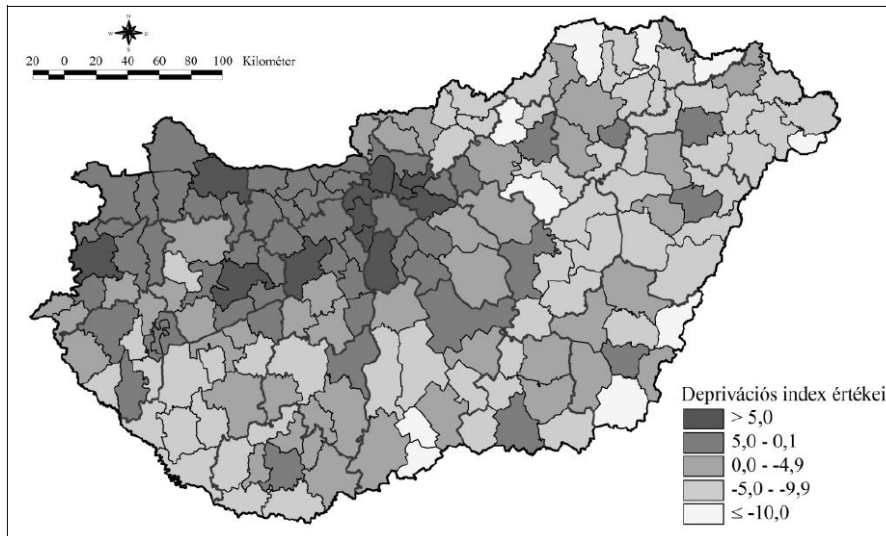 N
W E
S
20 0 20 40 60 80 100 Kilométer
Deprivációs index értékei
> 5,0
5,0 - 0,1
0,0 - -4,9
-5,0 - -9,9
≤ -10,0